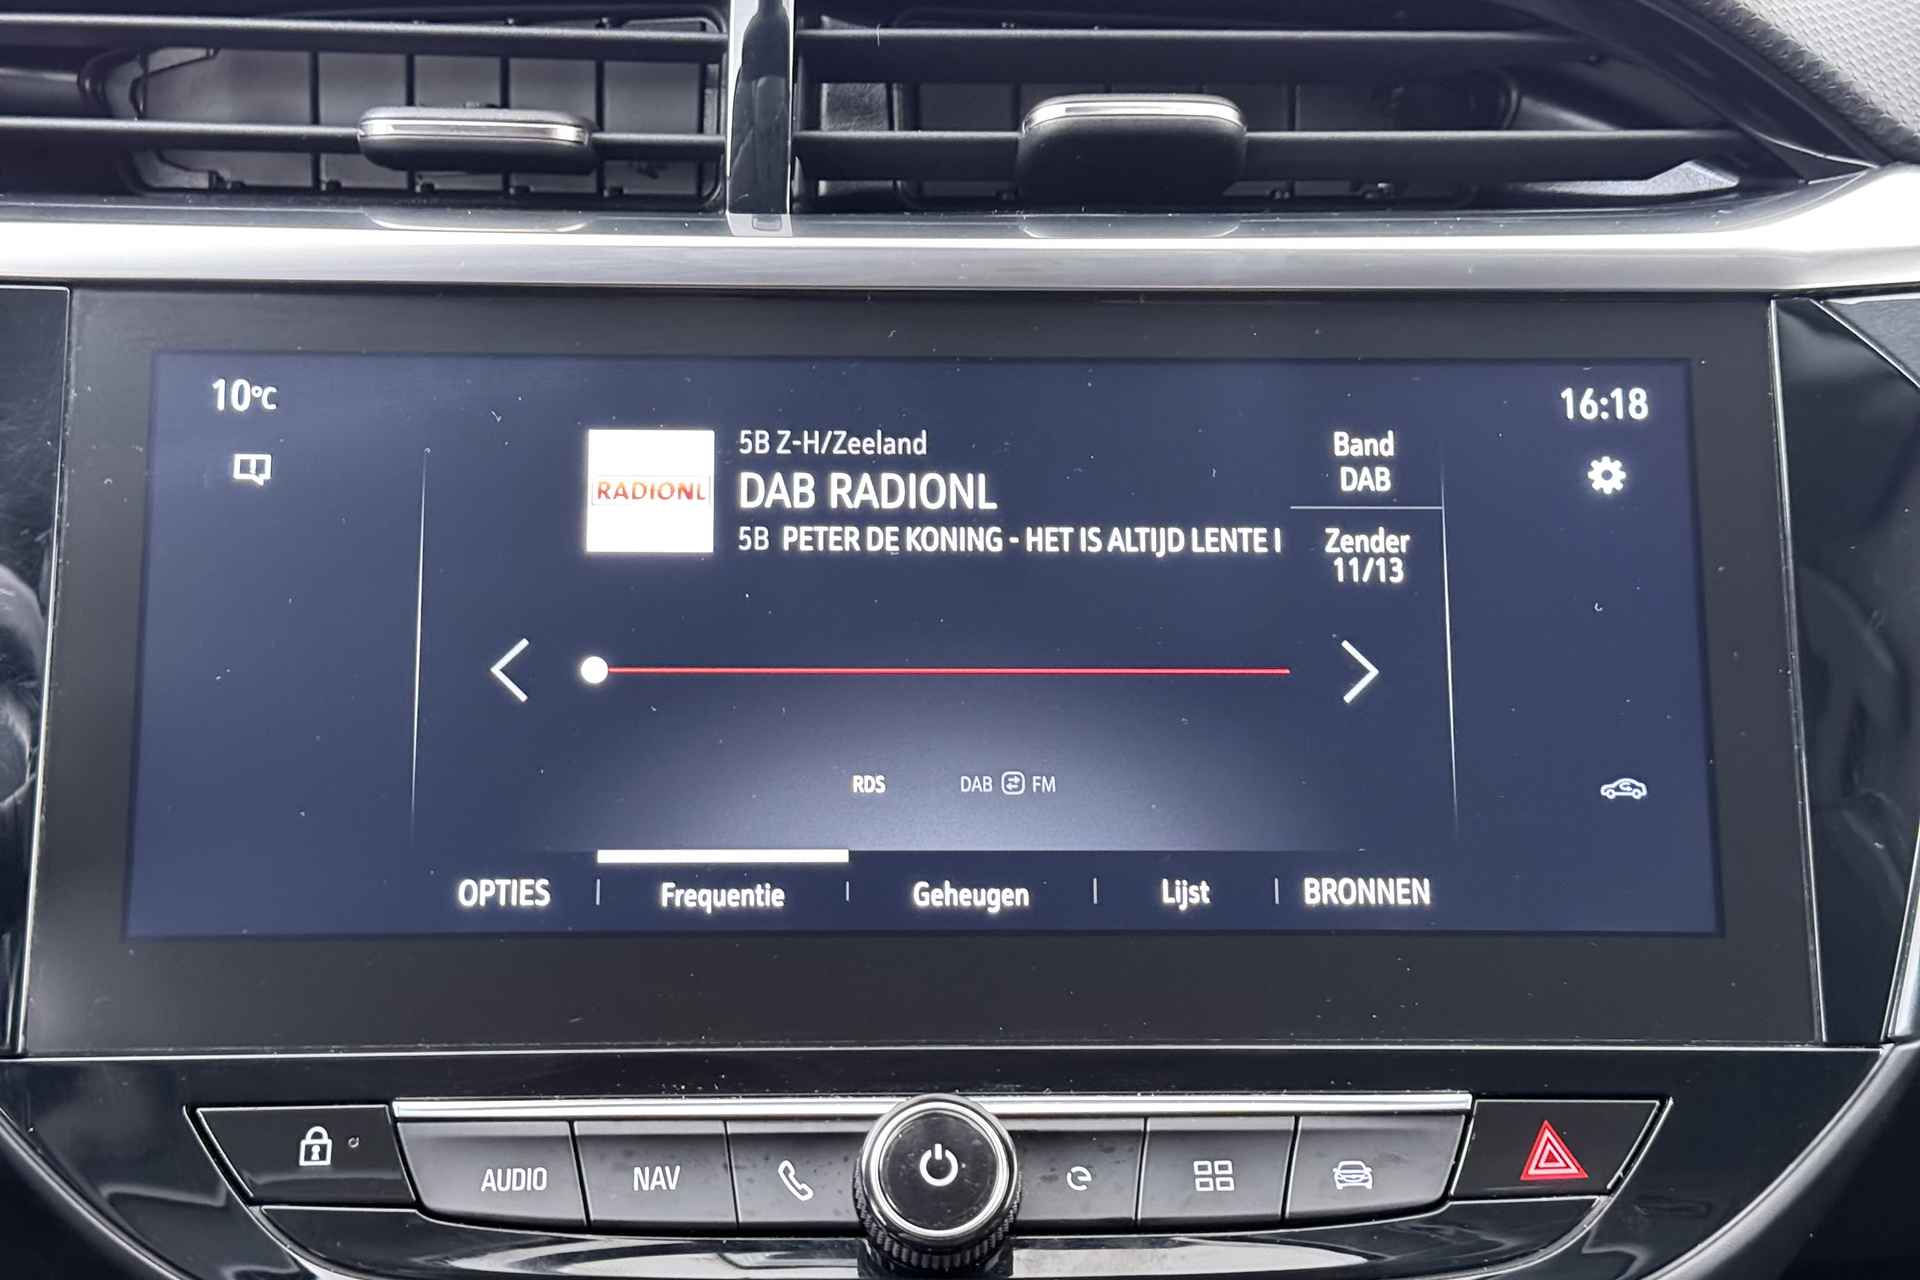 10°C
16:18
5B Z-H/Zeeland
RADIONL
DAB RADIONL
5B PETER DE KONING - HET IS ALTIJD LENTE I
Band
DAB
Zender
11/13
RDS
DAB FM
OPTIES
Frequentie
Geheugen
Lijst
BRONNEN
AUDIO
NAV